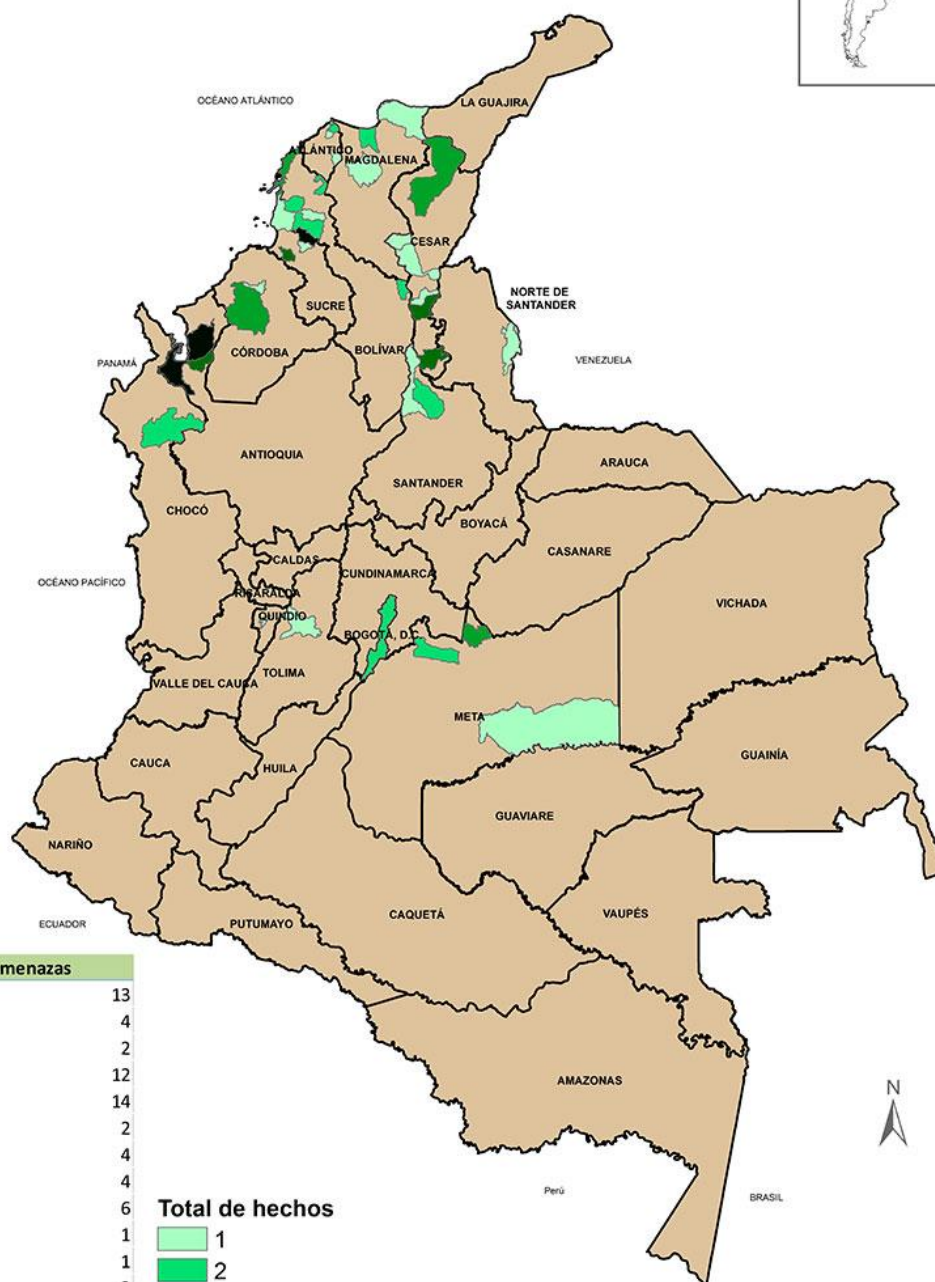 OCÉANO ATLÁNTICO
LA GUAJIRA
ATLÁNTICO
MAGDALENA
CESAR
NORTE DE
SANTANDER
SUCRE
PANAMÁ
CÓRDOBA
BOLÍVAR
VENEZUELA
ANTIOQUIA
ARAUCA
SANTANDER
CHOCÓ
BOYACÁ
CASANARE
CALDAS
CUNDINAMARCA
OCÉANO PACÍFICO
RISARALDA
VICHADA
QUINDIO
BOGOTÁ, D.C.
TOLIMA
VALLE DEL CAUCA
META
GUAINÍA
CAUCA
HUILA
GUAVIARE
NARIÑO
CAQUETÁ
VAUPÉS
ECUADOR
PUTUMAYO
menazas
13
4
2
12
14
2
4
4
6
1
1
AMAZONAS
N
Perú
BRASIL
Total de hechos
1
2